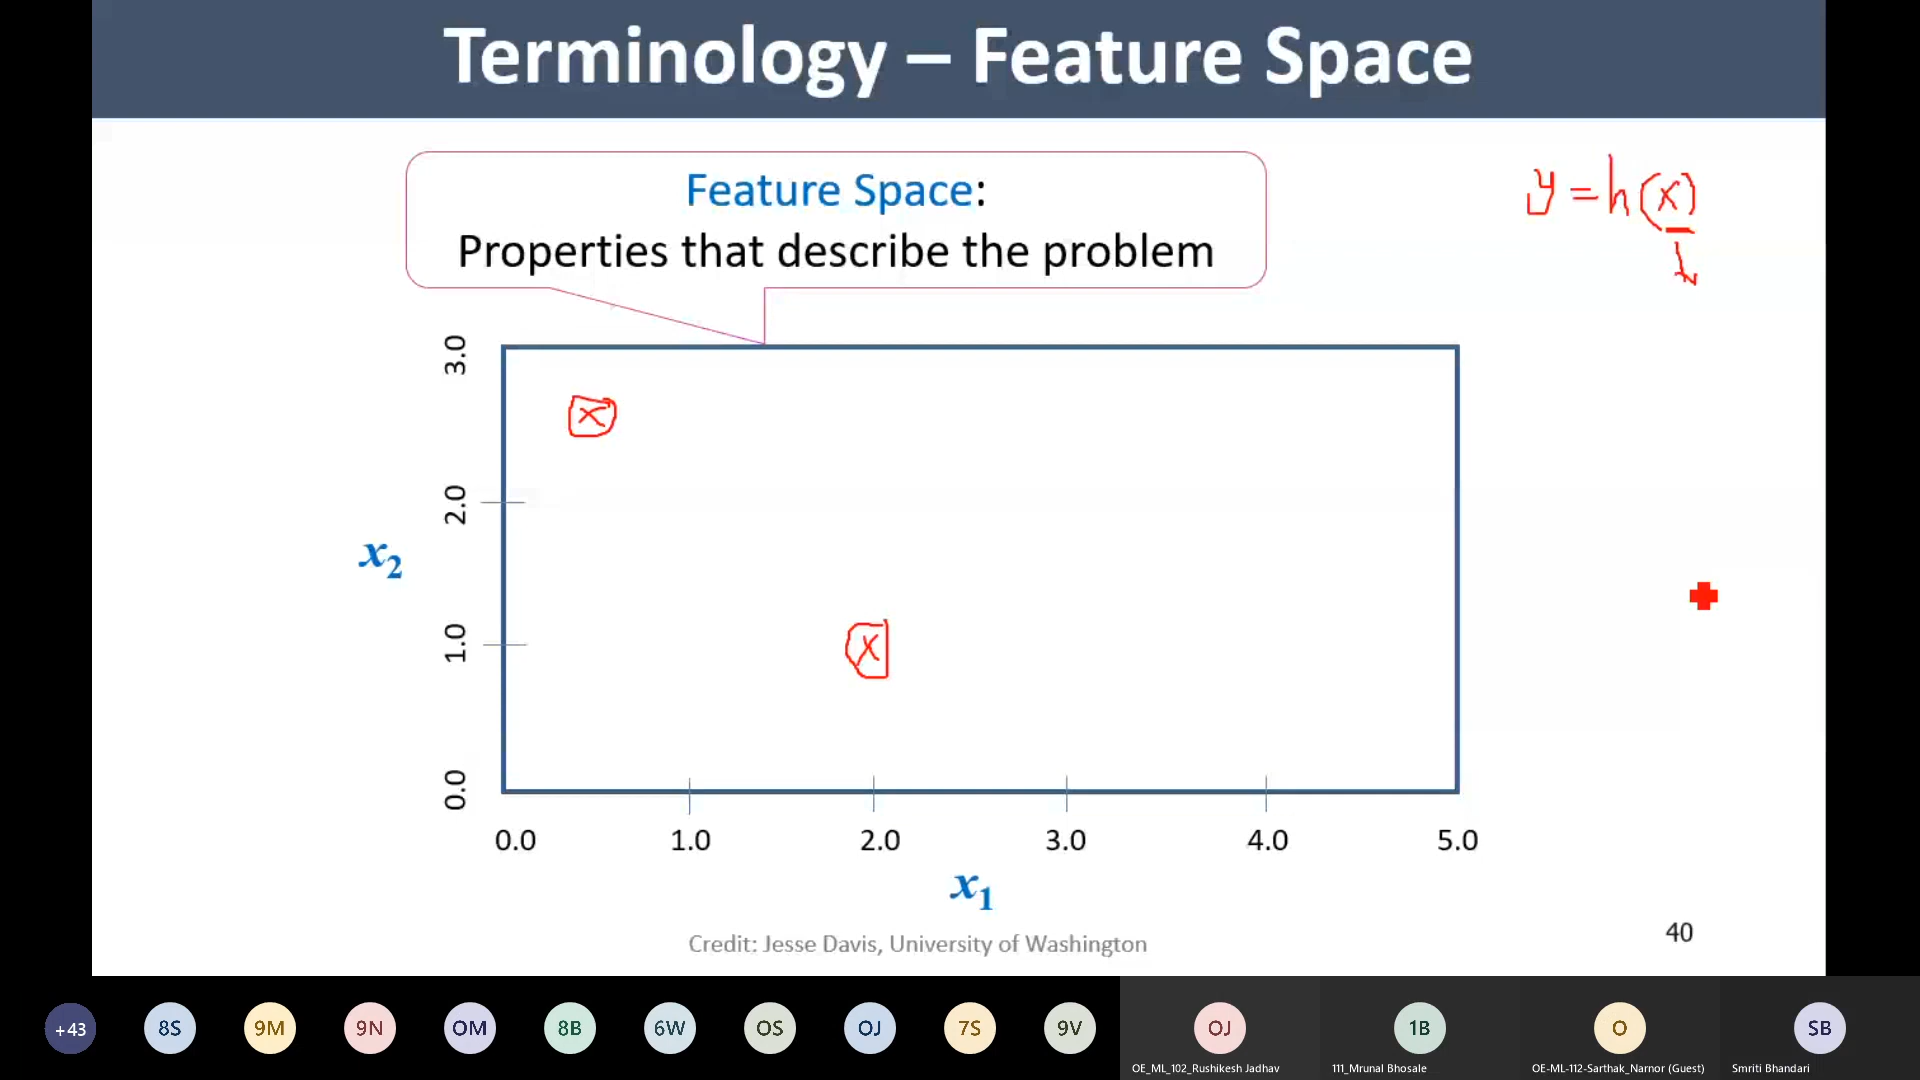 Terminology – Feature Space
Feature Space:
Properties that describe the problem
y = h(x)
3.0
x
2.0
x₂
1.0
x
0.0
0.0 1.0 2.0 3.0 4.0 5.0
x₁
Credit: Jesse Davis, University of Washington
40
+43 8S 9M 9N OM 8B 6W OS OJ 7S 9V OJ 1B O SB
OE_ML_102_Rushikesh Jadhav 111_Mrunal Bhosale OE-ML-112-Sarthak_Narnor (Guest) Smriti Bhandari